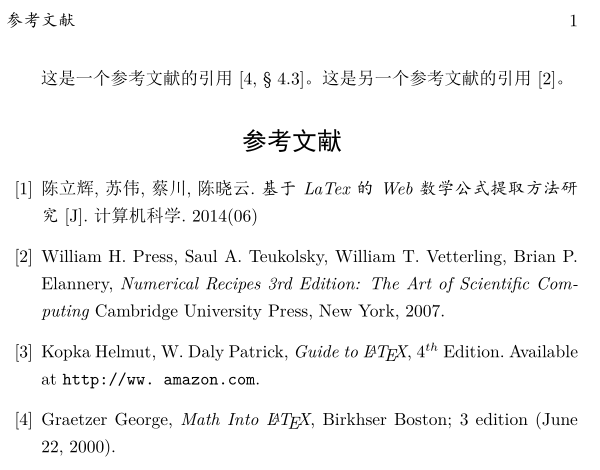 参考文献 1
这是一个参考文献的引用 [4, § 4.3]。这是另一个参考文献的引用 [2]。
参考文献
[1] 陈立辉, 苏伟, 蔡川, 陈晓云. 基于 LaTex 的 Web 数学公式提取方法研
究 [J]. 计算机科学. 2014(06)
[2] William H. Press, Saul A. Teukolsky, William T. Vetterling, Brian P.
Elannery, Numerical Recipes 3rd Edition: The Art of Scientific Com-
puting Cambridge University Press, New York, 2007.
[3] Kopka Helmut, W. Daly Patrick, Guide to LATEX, 4th Edition. Available
at http://ww. amazon.com.
[4] Graetzer George, Math Into LATEX, Birkhser Boston; 3 edition (June
22, 2000).